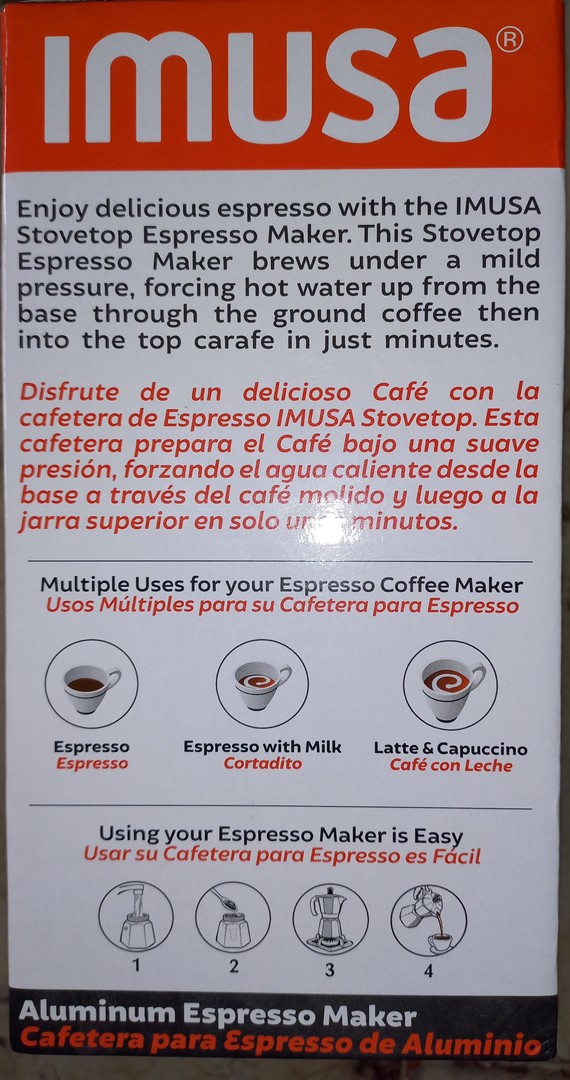 IMUSA®
Enjoy delicious espresso with the IMUSA
Stovetop Espresso Maker. This Stovetop
Espresso Maker brews under a mild
pressure, forcing hot water up from the
base through the ground coffee then
into the top carafe in just minutes.
Disfrute de un delicioso Café con la
cafetera de Espresso IMUSA Stovetop. Esta
cafetera prepara el Café bajo una suave
presión, forzando el agua caliente desde la
base a través del café molido y luego a la
jarra superior en solo minutos.
Multiple Uses for your Espresso Coffee Maker
Usos Múltiples para su Cafetera para Espresso
Espresso Espresso with Milk Latte & Capuccino
Espresso Cortadito Café con Leche
Using your Espresso Maker is Easy
Usar su Cafetera para Espresso es Fácil
1 2 3 4
Aluminum Espresso Maker
Cafetera para Espresso de Aluminio